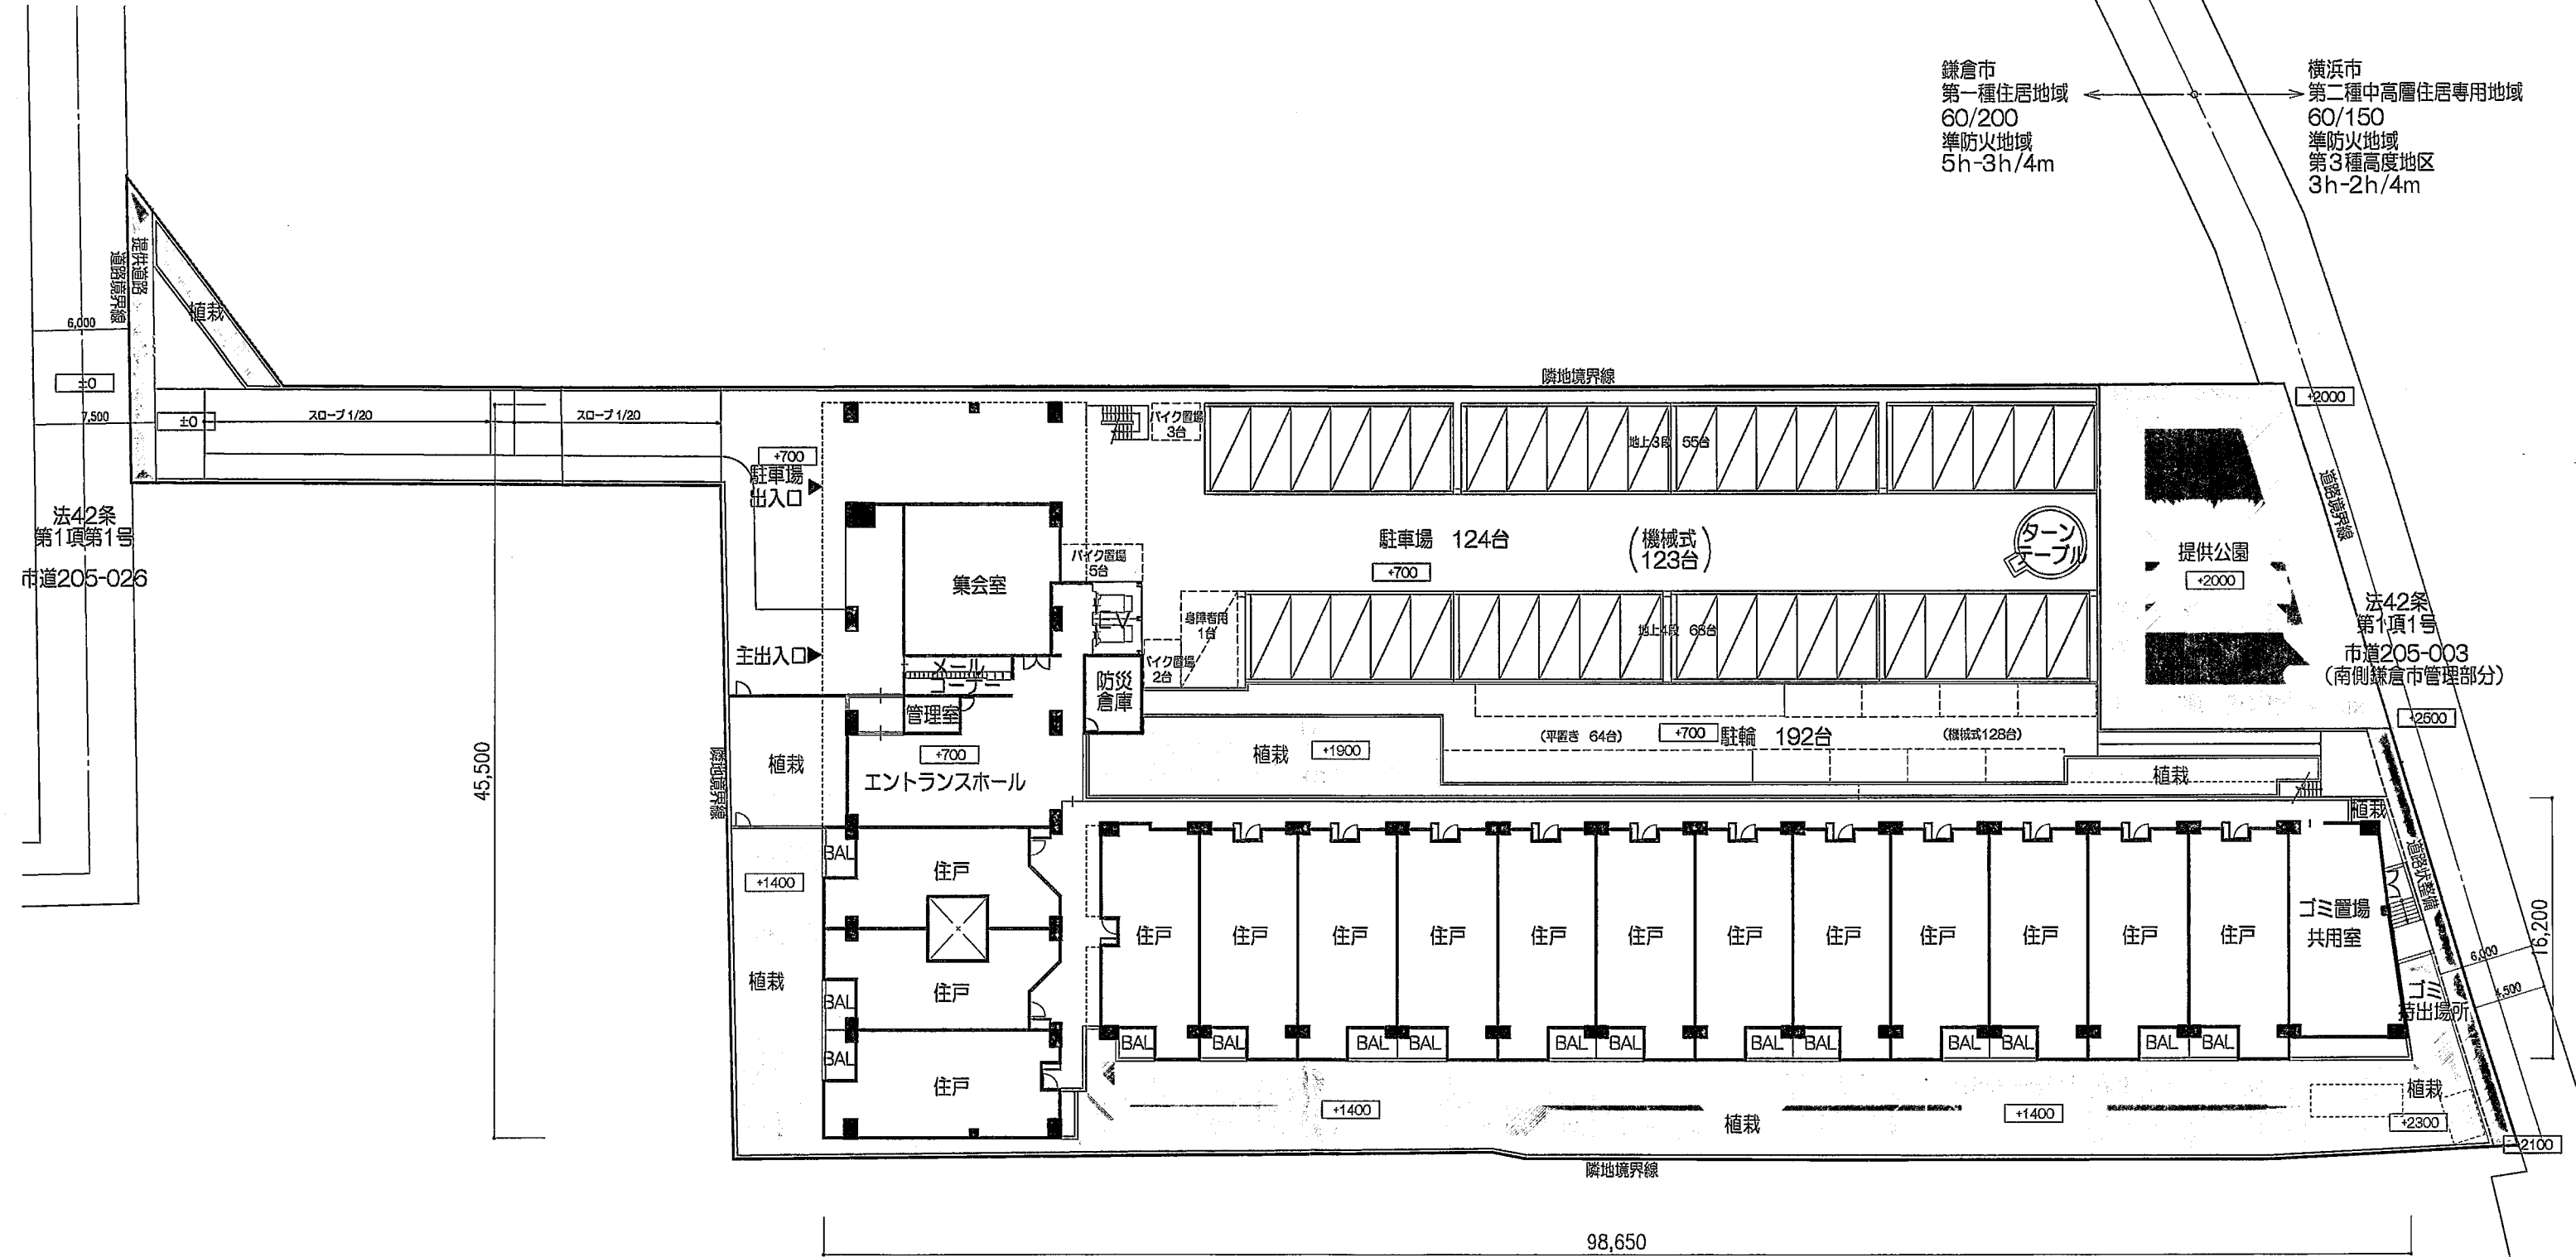 鎌倉市
第一種住居地域
60/200
準防火地域
5h-3h/4m
横浜市
第二種中高層住居専用地域
60/150
準防火地域
第3種高度地区
3h-2h/4m
提供道路
道路境界線
植栽
6,000
±0
7,500
±0
スロープ 1/20
スロープ 1/20
法42条
第1項第1号
市道205-026
隣地境界線
+2000
+700
駐車場
出入口
バイク置場
3台
地上3段 55台
駐車場 124台
(機械式
123台)
+700
ターン
テーブル
道路境界線
提供公園
+2000
集会室
バイク置場
5台
EV
身障者用
1台
バイク置場
2台
地上4段 68台
法42条
第1項1号
市道205-003
(南側鎌倉市管理部分)
+2500
主出入口
メール
コーナー
防災
倉庫
管理室
+700
エントランスホール
植栽
隣地境界線
45,500
植栽
+1900
(平置き 64台)
+700
駐輪 192台
(機械式128台)
植栽
植栽
道路状整備
BAL
住戸
+1400
植栽
住戸
BAL
BAL
住戸
住戸
住戸
住戸
住戸
住戸
住戸
住戸
住戸
住戸
住戸
住戸
住戸
ゴミ置場
共用室
16,200
6,000
4,500
ゴミ
持出場所
BAL
BAL
BAL
BAL
BAL
BAL
BAL
BAL
BAL
BAL
BAL
BAL
+1400
植栽
+1400
植栽
+2300
+2100
隣地境界線
98,650